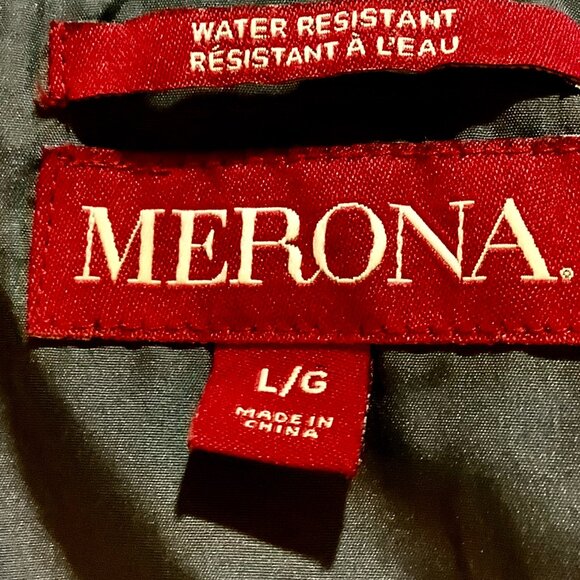 WATER RESISTANT
RÉSISTANT À L'EAU
MERONA®
L/G
MADE IN
CHINA